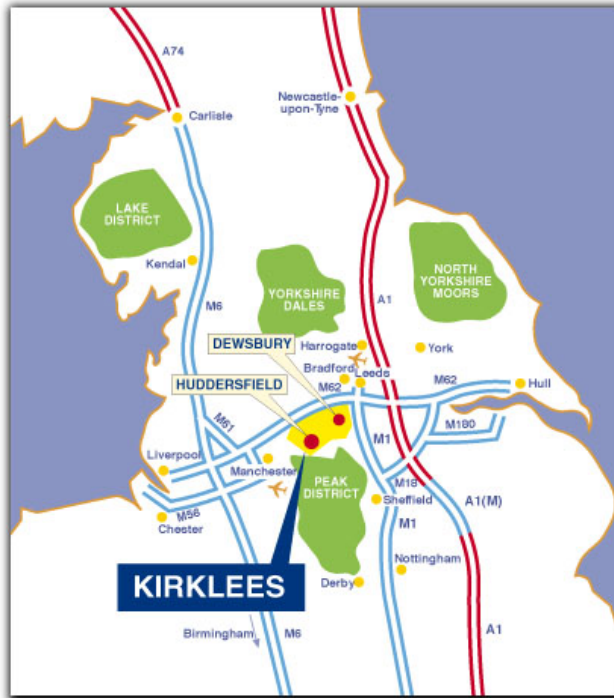 A74
Newcastle-
upon-Tyne
Carlisle
LAKE
DISTRICT
Kendal
YORKSHIRE
DALES
NORTH
YORKSHIRE
MOORS
M6
A1
Harrogate
York
DEWSBURY
Bradford
Leeds
HUDDERSFIELD
M62
M62
Hull
M61
M1
M180
Liverpool
Manchester
PEAK
DISTRICT
M18
Sheffield
A1(M)
M56
Chester
M1
Nottingham
KIRKLEES
Derby
Birmingham
M6
A1